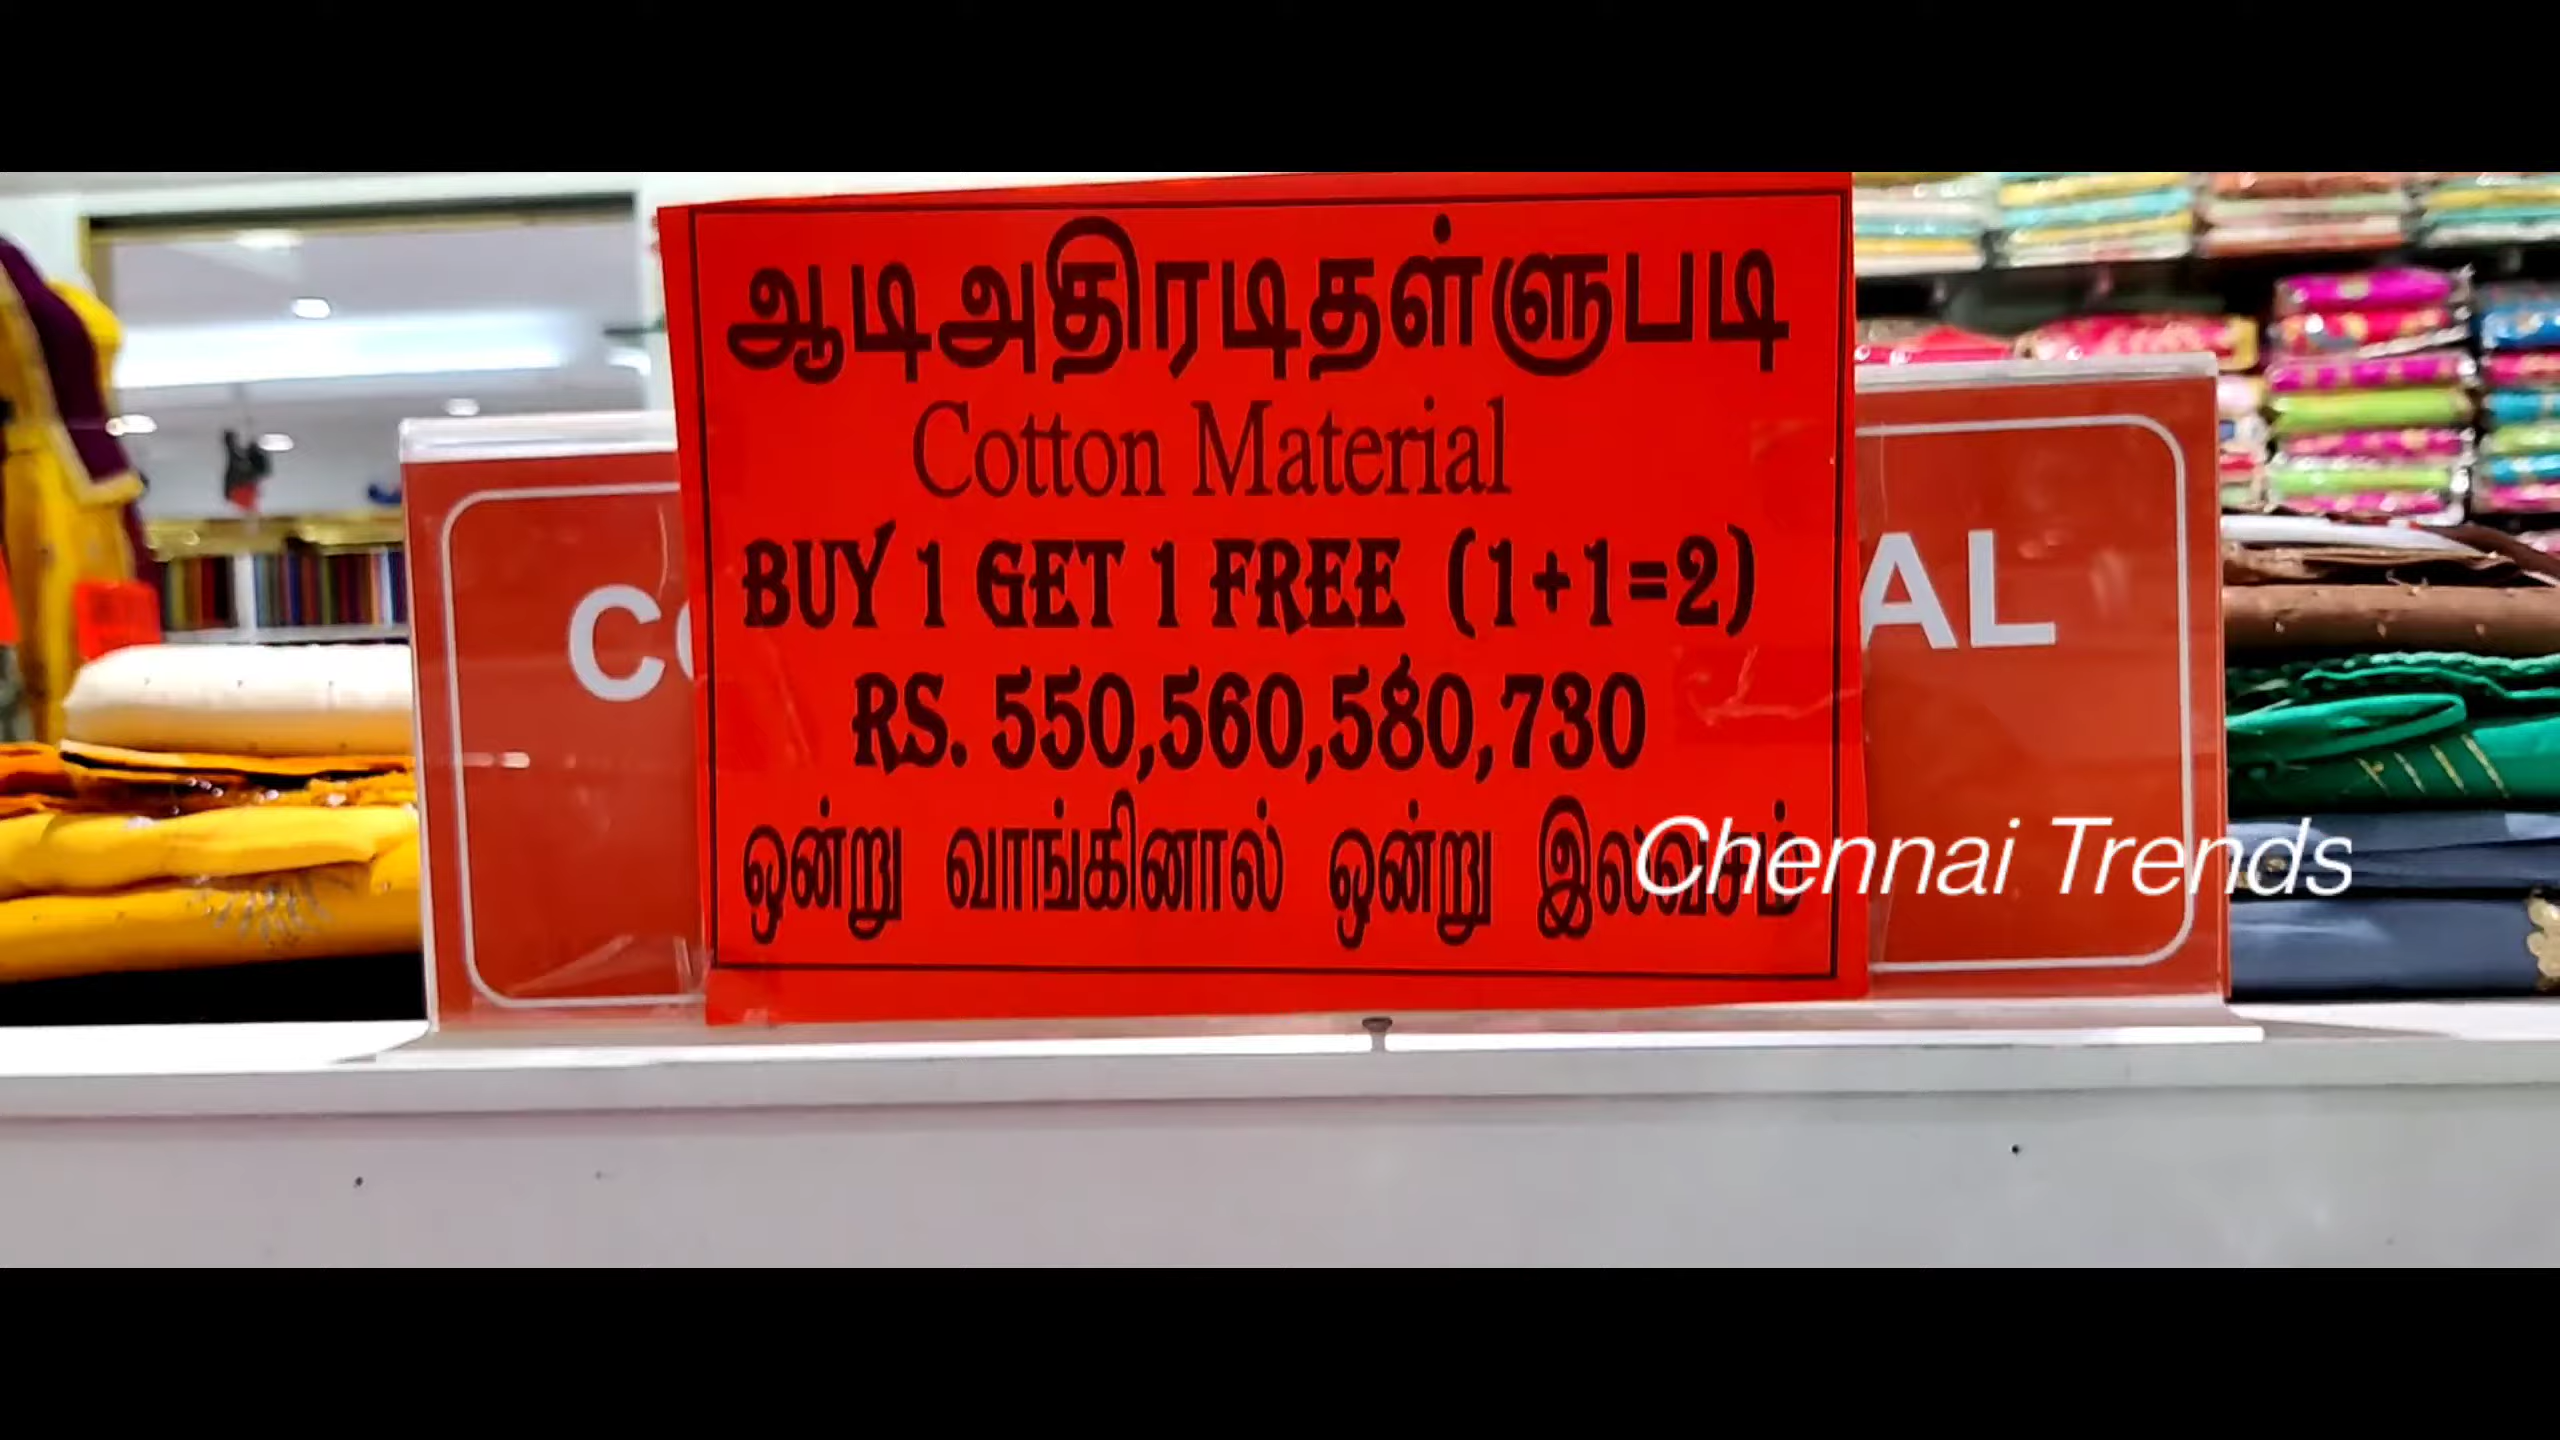 ஆடிஅதிரடிதள்ளுபடி
Cotton Material
BUY 1 GET 1 FREE (1+1=2)
RS. 550,560,580,730
ஒன்று வாங்கினால் ஒன்று இலவசம்
Chennai Trends